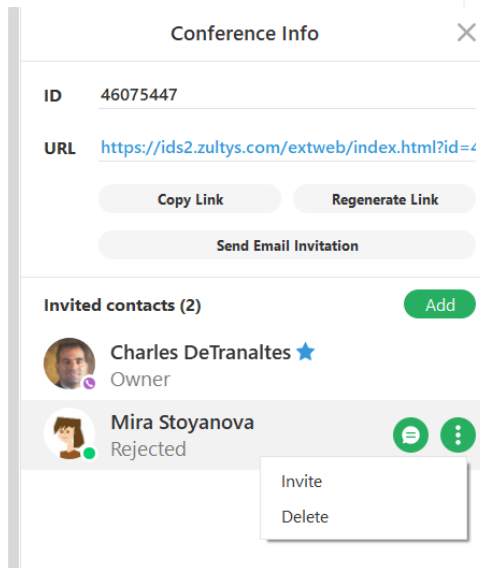 Conference Info
ID 46075447
URL https://ids2.zultys.com/extweb/index.html?id=4
Copy Link Regenerate Link
Send Email Invitation
Invited contacts (2) Add
Charles DeTranaltes
Owner
Mira Stoyanova
Rejected
Invite
Delete